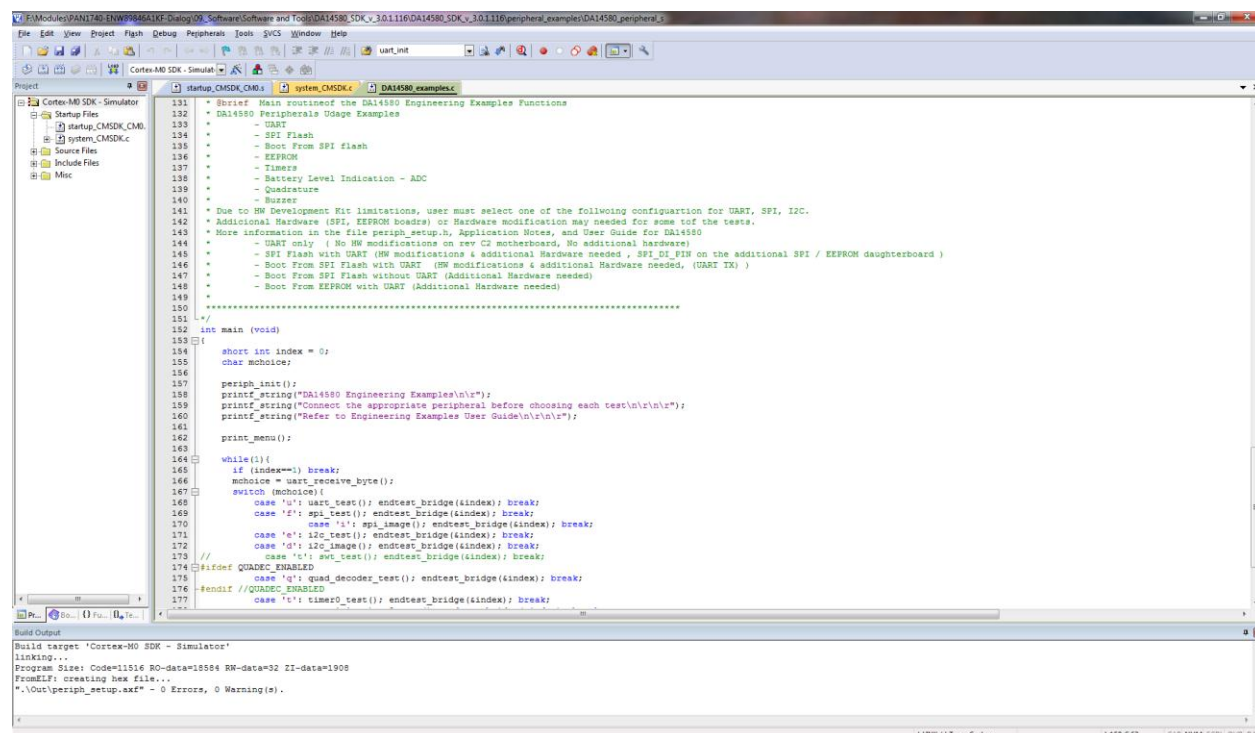 F:\Modules\PAN1740-ENW89846A1KF-Dialog\09._Software\Software and Tools\DA14580_SDK_v_3.0.1.116\DA14580_SDK_v_3.0.1.116\peripheral_examples\DA14580_peripheral_s
File Edit View Project Flash Debug Peripherals Tools SVCS Window Help
uart_init
Cortex-M0 SDK - Simulat
Project
startup_CMSDK_CM0.s system_CMSDK.c DA14580_examples.c
Cortex-M0 SDK - Simulator
Startup Files
startup_CMSDK_CM0.
system_CMSDK.c
Source Files
Include Files
Misc
131 * @brief Main routineof the DA14580 Engineering Examples Functions
132 * DA14580 Peripherals Udage Examples
133 * - UART
134 * - SPI Flash
135 * - Boot From SPI flash
136 * - EEPROM
137 * - Timers
138 * - Battery Level Indication - ADC
139 * - Quadrature
140 * - Buzzer
141 * Due to HW Development Kit limitations, user must select one of the follwoing configuartion for UART, SPI, I2C.
142 * Addicional Hardware (SPI, EEPROM boadrs) or Hardware modification may needed for some tof the tests.
143 * More information in the file periph_setup.h, Application Notes, and User Guide for DA14580
144 * - UART only ( No HW modifications on rev C2 motherboard, No additional hardware)
145 * - SPI Flash with UART (HW modifications & additional Hardware needed , SPI_DI_PIN on the additional SPI / EEPROM daughterboard )
146 * - Boot From SPI Flash with UART (HW modifications & additional Hardware needed, (UART TX) )
147 * - Boot From SPI Flash without UART (Additional Hardware needed)
148 * - Boot From EEPROM with UART (Additional Hardware needed)
149 *
150 ****************************************************************************************
151 */
152 int main (void)
153 {
154 short int index = 0;
155 char mchoice;
156
157 periph_init();
158 printf_string("DA14580 Engineering Examples\n\r");
159 printf_string("Connect the appropriate peripheral before choosing each test\n\r\n\r");
160 printf_string("Refer to Engineering Examples User Guide\n\r\n\r");
161
162 print_menu();
163
164 while(1){
165 if (index==1) break;
166 mchoice = uart_receive_byte();
167 switch (mchoice){
168 case 'u': uart_test(); endtest_bridge(&index); break;
169 case 'f': spi_test(); endtest_bridge(&index); break;
170 case 'i': spi_image(); endtest_bridge(&index); break;
171 case 'e': i2c_test(); endtest_bridge(&index); break;
172 case 'd': i2c_image(); endtest_bridge(&index); break;
173 // case 't': swt_test(); endtest_bridge(&index); break;
174 #ifdef QUADEC_ENABLED
175 case 'q': quad_decoder_test(); endtest_bridge(&index); break;
176 #endif //QUADEC_ENABLED
177 case 't': timer0_test(); endtest_bridge(&index); break;
Pr... Bo... {} Fu... 0. Te...
Build Output
Build target 'Cortex-M0 SDK - Simulator'
linking...
Program Size: Code=11516 RO-data=18584 RW-data=32 ZI-data=1908
FromELF: creating hex file...
".\Out\periph_setup.axf" - 0 Errors, 0 Warning(s).